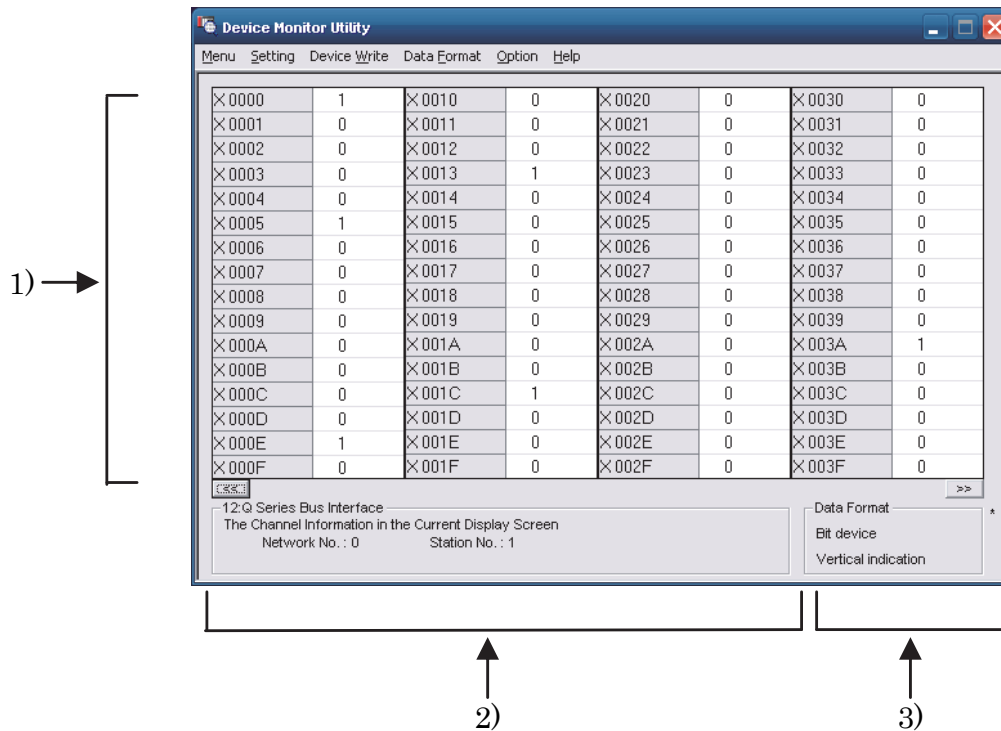 Device Monitor Utility
Menu Setting Device Write Data Format Option Help
X0000 1 X0010 0 X0020 0 X0030 0
X0001 0 X0011 0 X0021 0 X0031 0
X0002 0 X0012 0 X0022 0 X0032 0
X0003 0 X0013 1 X0023 0 X0033 0
X0004 0 X0014 0 X0024 0 X0034 0
X0005 1 X0015 0 X0025 0 X0035 0
X0006 0 X0016 0 X0026 0 X0036 0
X0007 0 X0017 0 X0027 0 X0037 0
X0008 0 X0018 0 X0028 0 X0038 0
X0009 0 X0019 0 X0029 0 X0039 0
X000A 0 X001A 0 X002A 0 X003A 1
X000B 0 X001B 0 X002B 0 X003B 0
X000C 0 X001C 1 X002C 0 X003C 0
X000D 0 X001D 0 X002D 0 X003D 0
X000E 1 X001E 0 X002E 0 X003E 0
X000F 0 X001F 0 X002F 0 X003F 0
<< >>
12:Q Series Bus Interface
The Channel Information in the Current Display Screen
Network No. : 0 Station No. : 1
Data Format *
Bit device
Vertical indication
1)
2)
3)